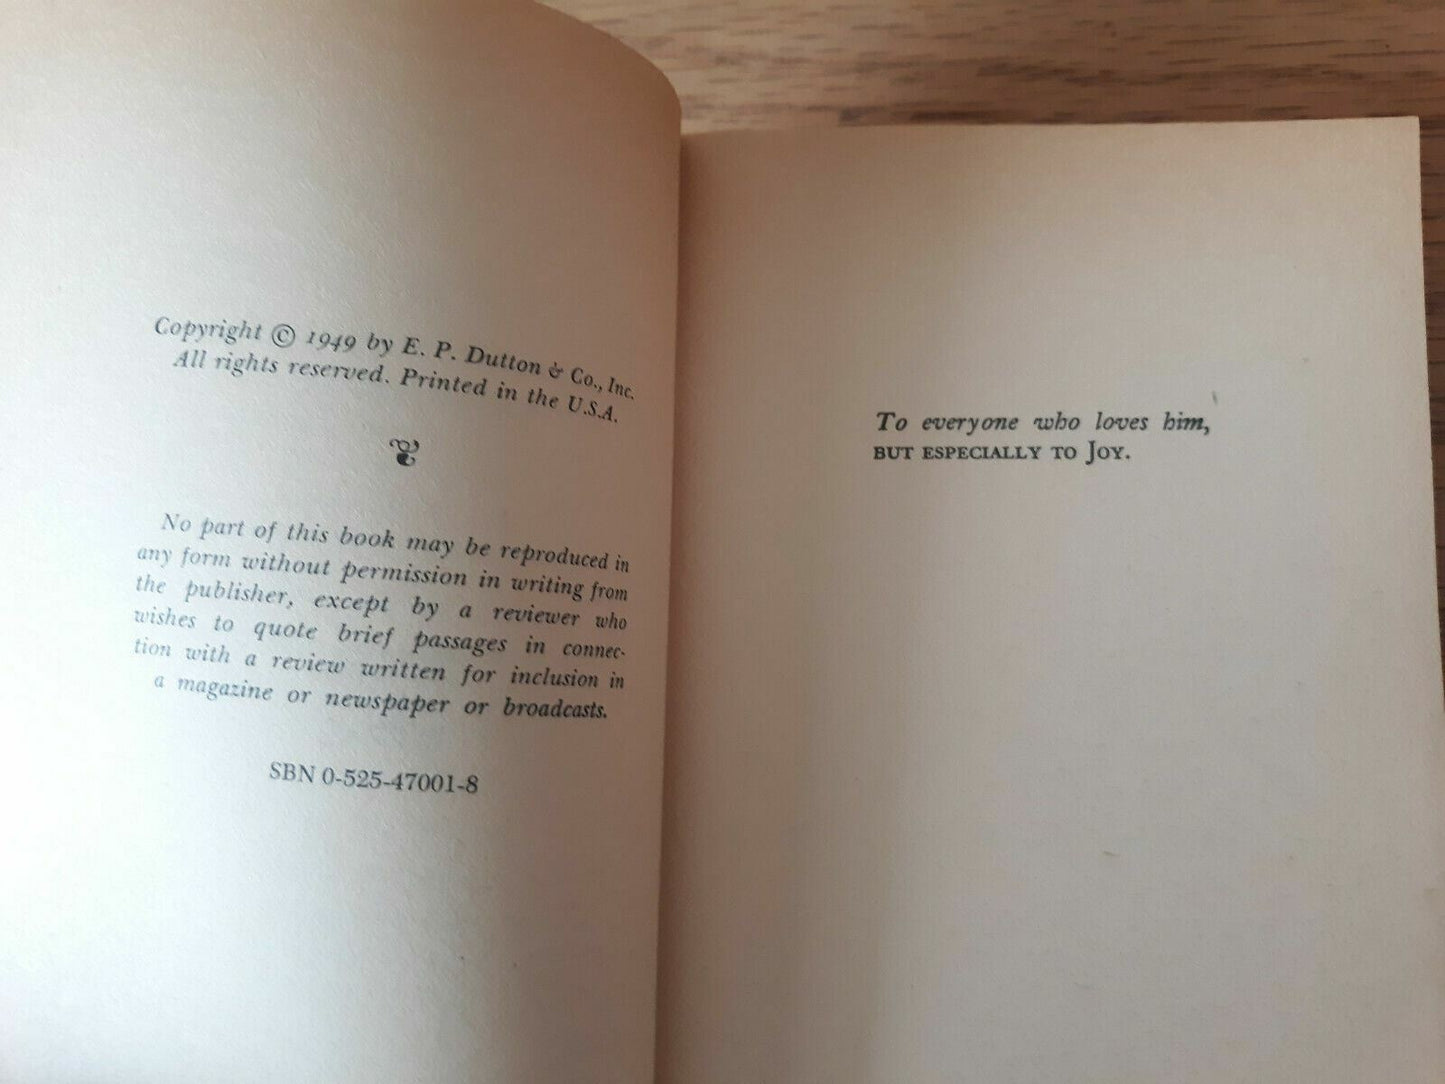 Copyright © 1949 by E. P. Dutton & Co., Inc.
All rights reserved. Printed in the U.S.A.
No part of this book may be reproduced in
any form without permission in writing from
the publisher, except by a reviewer who
wishes to quote brief passages in connec-
tion with a review written for inclusion in
a magazine or newspaper or broadcasts.
SBN 0-525-47001-8
To everyone who loves him,
BUT ESPECIALLY TO JOY.